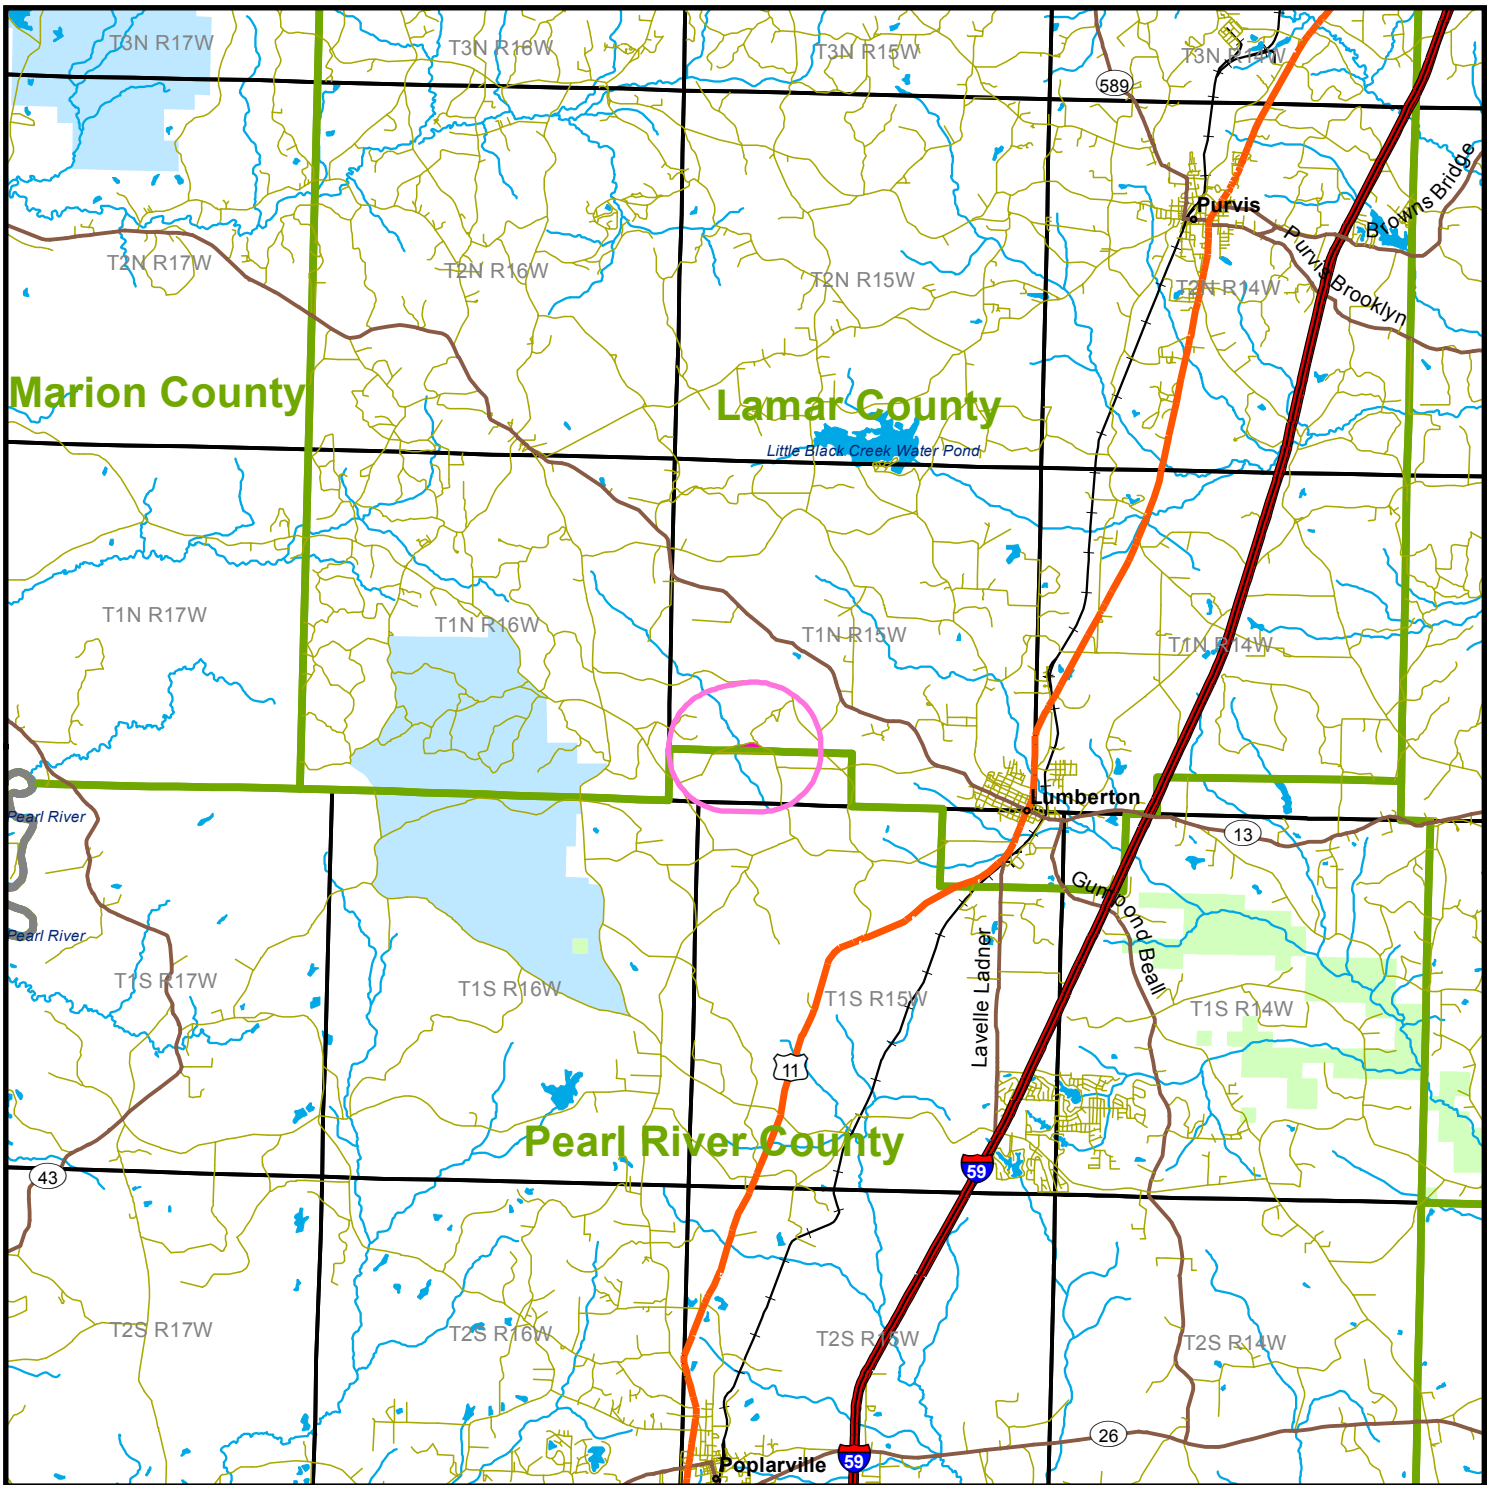 T3N R17W
T3N R16W
T3N R15W
T3N R14W
589
Browns Bridge
Purvis
Purvis Brooklyn
T2N R17W
T2N R16W
T2N R15W
T2N R14W
Marion County
Lamar County
Little Black Creek Water Pond
T1N R17W
T1N R16W
T1N R15W
T1N R14W
Lumberton
Pearl River
13
Gumpond Beall
Pearl River
Lavelle Ladner
T1S R17W
T1S R16W
T1S R15W
T1S R14W
11
Pearl River County
43
59
T2S R17W
T2S R16W
T2S R15W
T2S R14W
26
Poplarville
59